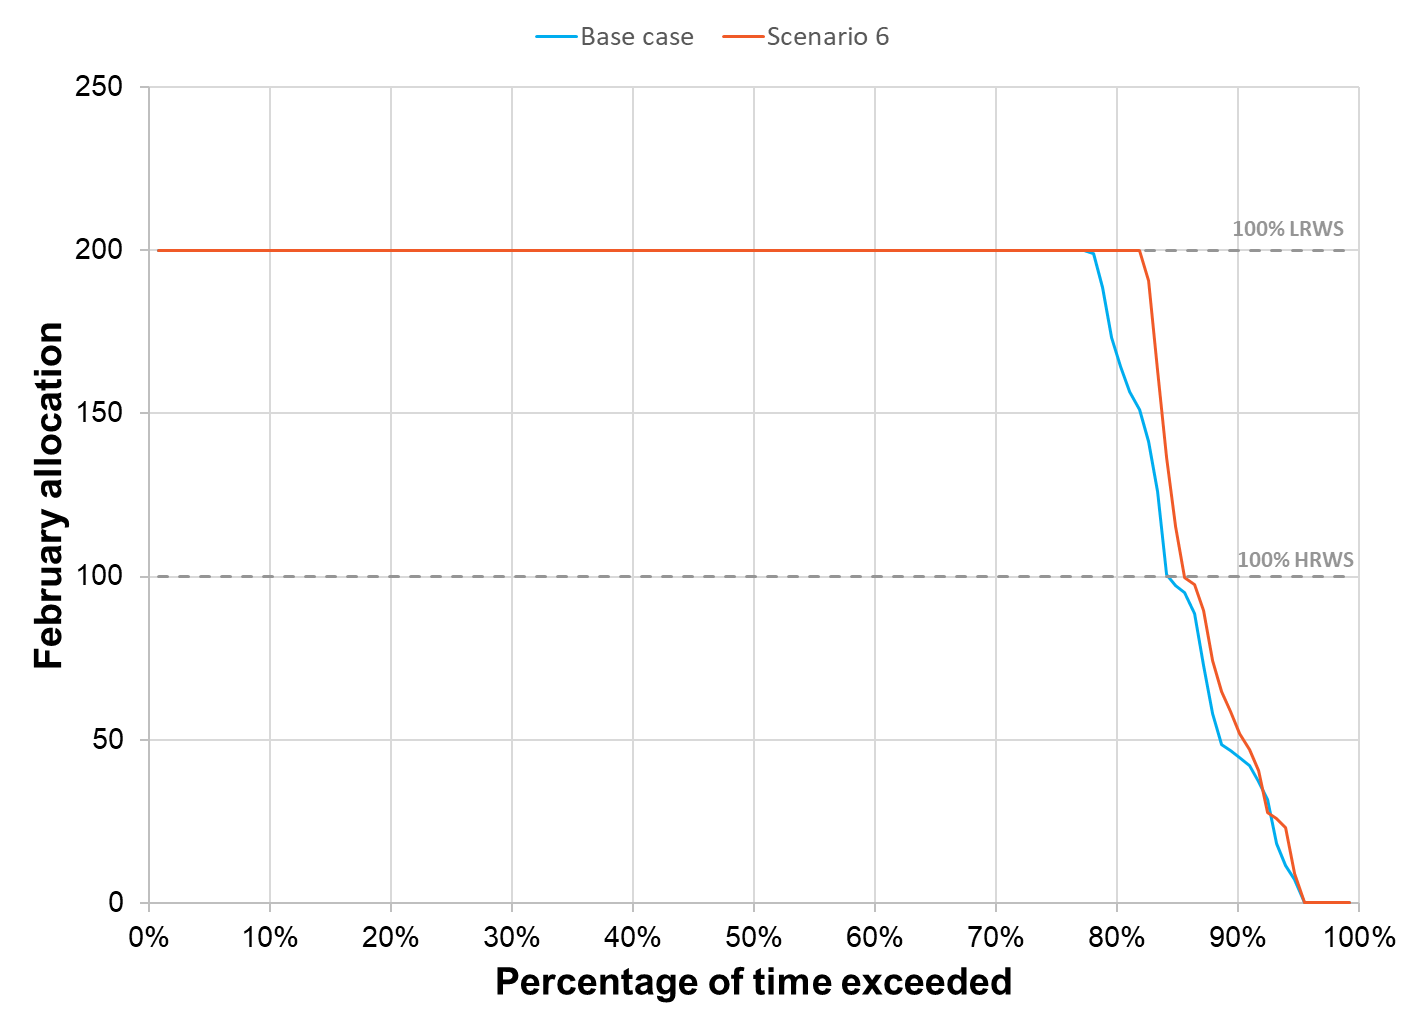 Base case Scenario 6
250
200
150
100
50
0
February allocation
100% LRWS
100% HRWS
0% 10% 20% 30% 40% 50% 60% 70% 80% 90% 100%
Percentage of time exceeded